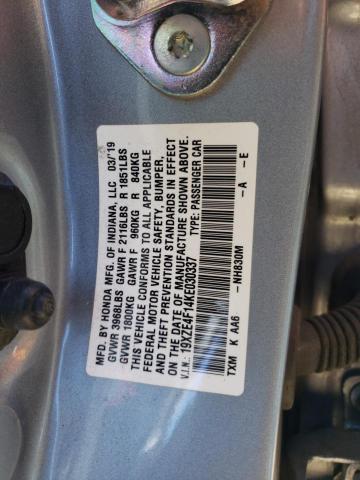 MFD. BY HONDA MFG. OF INDIANA, LLC 03/'19
GVWR 3968LBS GAWR F 2116LBS R 1851LBS
GVWR 1800KG GAWR F 960KG R 840KG
THIS VEHICLE CONFORMS TO ALL APPLICABLE
FEDERAL MOTOR VEHICLE SAFETY, BUMPER,
AND THEFT PREVENTION STANDARDS IN EFFECT
ON THE DATE OF MANUFACTURE SHOWN ABOVE.
V.I.N.: 19XZE4F14KE030337 TYPE: PASSENGER CAR
TXM K AA6 -NH830M -A -E